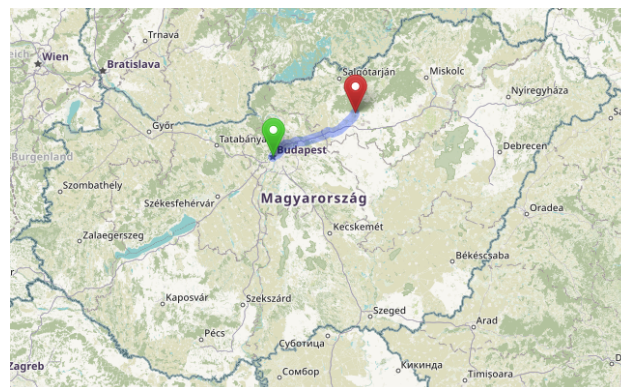 Trnava
Wien
Bratislava
Salgótarján
Miskolc
Nyíregyháza
Győr
Tatabánya
Budapest
Debrecen
Burgenland
Szombathely
Székesfehérvár
Magyarország
Oradea
Zalaegerszeg
Kecskemét
Békéscsaba
Kaposvár
Szekszárd
Szeged
Arad
Pécs
Суботица
Zagreb
Сомбор
Кикинда
Timișoara